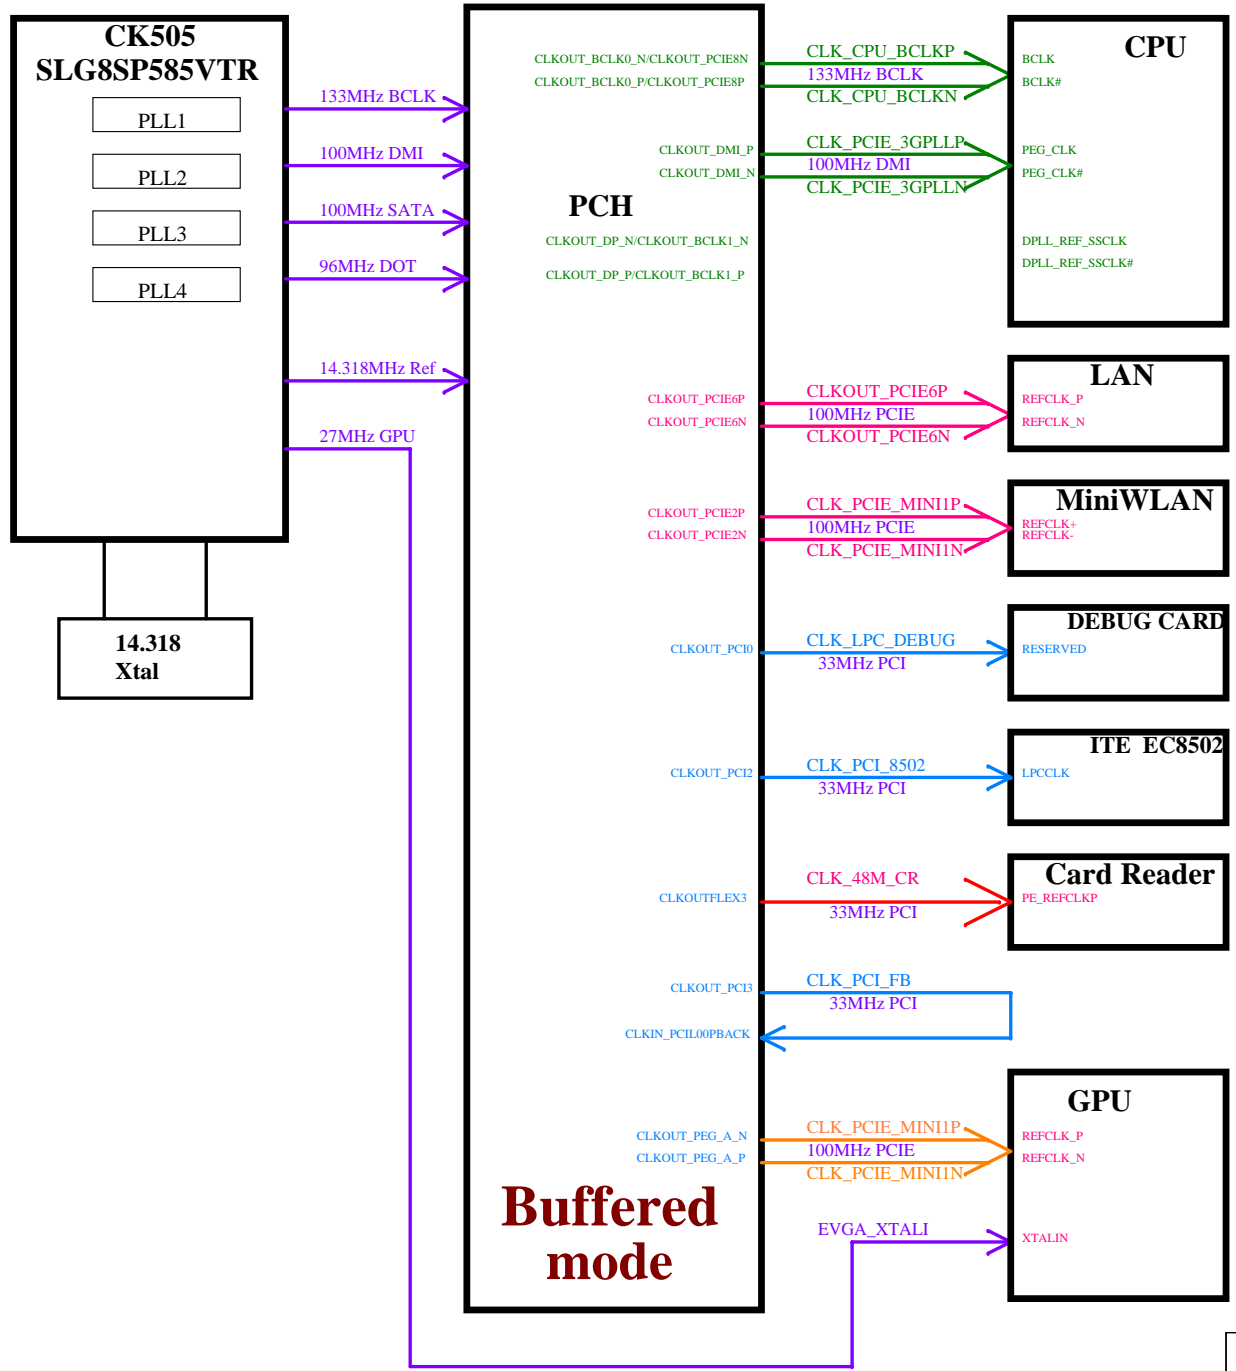 CK505
SLG8SP585VTR
PLL1
PLL2
PLL3
PLL4
133MHz BCLK
100MHz DMI
100MHz SATA
96MHz DOT
14.318MHz Ref
27MHz GPU
14.318
Xtal
PCH
CLKOUT_BCLK0_N/CLKOUT_PCIE8N
CLKOUT_BCLK0_P/CLKOUT_PCIE8P
CLKOUT_DMI_P
CLKOUT_DMI_N
CLKOUT_DP_N/CLKOUT_BCLK1_N
CLKOUT_DP_P/CLKOUT_BCLK1_P
CLKOUT_PCIE6P
CLKOUT_PCIE6N
CLKOUT_PCIE2P
CLKOUT_PCIE2N
CLKOUT_PCI0
CLKOUT_PCI2
CLKOUTFLEX3
CLKOUT_PCI3
CLKIN_PCIL00PBACK
CLKOUT_PEG_A_N
CLKOUT_PEG_A_P
Buffered
mode
CLK_CPU_BCLKP
133MHz BCLK
CLK_CPU_BCLKN
CLK_PCIE_3GPLLP
100MHz DMI
CLK_PCIE_3GPLLN
CLKOUT_PCIE6P
100MHz PCIE
CLKOUT_PCIE6N
CLK_PCIE_MINI1P
100MHz PCIE
CLK_PCIE_MINI1N
CLK_LPC_DEBUG
33MHz PCI
CLK_PCI_8502
33MHz PCI
CLK_48M_CR
33MHz PCI
CLK_PCI_FB
33MHz PCI
CLK_PCIE_MINI1P
100MHz PCIE
CLK_PCIE_MINI1N
EVGA_XTALI
CPU
BCLK
BCLK#
PEG_CLK
PEG_CLK#
DPLL_REF_SSCLK
DPLL_REF_SSCLK#
LAN
REFCLK_P
REFCLK_N
MiniWLAN
REFCLK+
REFCLK-
DEBUG CARD
RESERVED
ITE EC8502
LPCCLK
Card Reader
PE_REFCLKP
GPU
REFCLK_P
REFCLK_N
XTALIN